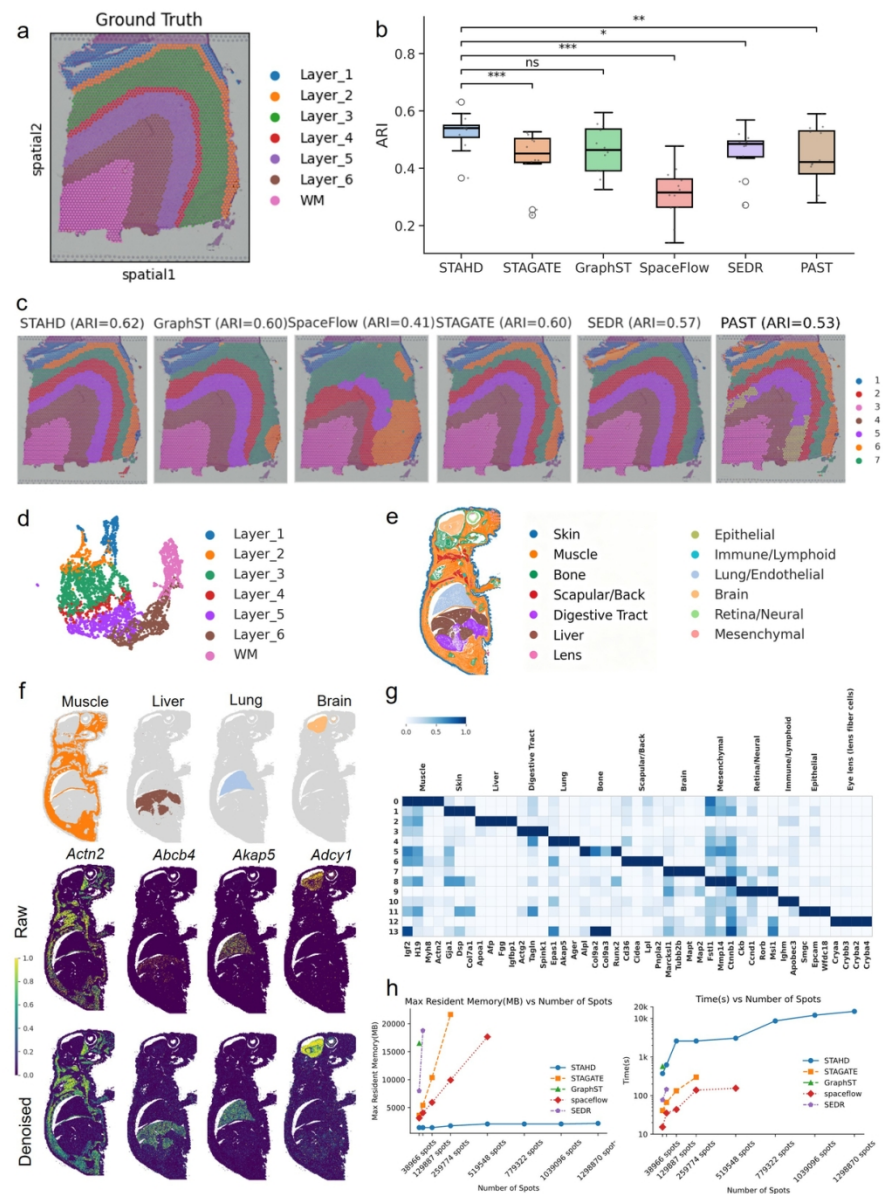 a
Ground Truth
spatial2
spatial1
Layer_1
Layer_2
Layer_3
Layer_4
Layer_5
Layer_6
WM
b
ARI
0.8
0.6
0.4
0.2
**
*
***
ns
***
STAHD
STAGATE
GraphST
SpaceFlow
SEDR
PAST
c
STAHD (ARI=0.62)
GraphST (ARI=0.60)
SpaceFlow (ARI=0.41)
STAGATE (ARI=0.60)
SEDR (ARI=0.57)
PAST (ARI=0.53)
1
2
3
4
5
6
7
d
Layer_1
Layer_2
Layer_3
Layer_4
Layer_5
Layer_6
WM
e
Skin
Muscle
Bone
Scapular/Back
Digestive Tract
Liver
Lens
Epithelial
Immune/Lymphoid
Lung/Endothelial
Brain
Retina/Neural
Mesenchymal
f
Muscle
Liver
Lung
Brain
Actn2
Abcb4
Akap5
Adcy1
Raw
Denoised
1.0
0.8
0.6
0.4
0.2
0.0
g
0.0
0.5
1.0
Muscle
Skin
Liver
Digestive Tract
Lung
Bone
Scapular/Back
Brain
Mesenchymal
Retina/Neural
Immune/Lymphoid
Epithelial
Eye lens (lens fiber cells)
0
1
2
3
4
5
6
7
8
9
10
11
12
13
Igf2
H19
Myh8
Actn2
Gja1
Dsp
Col7a1
Apoa1
Afp
Fgg
Igfbp1
Actg2
Tagln
Spink1
Epas1
Akap5
Ager
Alpl
Col9a2
Col9a3
Runx2
Cd36
Cidea
Lpl
Pnpla2
Marcksl1
Tubb2b
Mapt
Map2
Fstl1
Mmp14
Ctnnb1
Ckb
Ccnd1
Rorb
Msi1
Ighm
Apobec3
Smgc
Epcam
Wfdc18
Cryaa
Crybb3
Cryba2
Cryba4
h
Max Resident Memory(MB) vs Number of Spots
Max Resident Memory(MB)
20000
15000
10000
5000
STAHD
STAGATE
GraphST
spaceflow
SEDR
38966 spots
129887 spots
259774 spots
519548 spots
779322 spots
1039096 spots
1298870 spots
Number of Spots
Time(s) vs Number of Spots
Time(s)
10k
1k
100
10
STAHD
STAGATE
GraphST
spaceflow
SEDR
38966 spots
129887 spots
259774 spots
519548 spots
779322 spots
1039096 spots
1298870 spots
Number of Spots